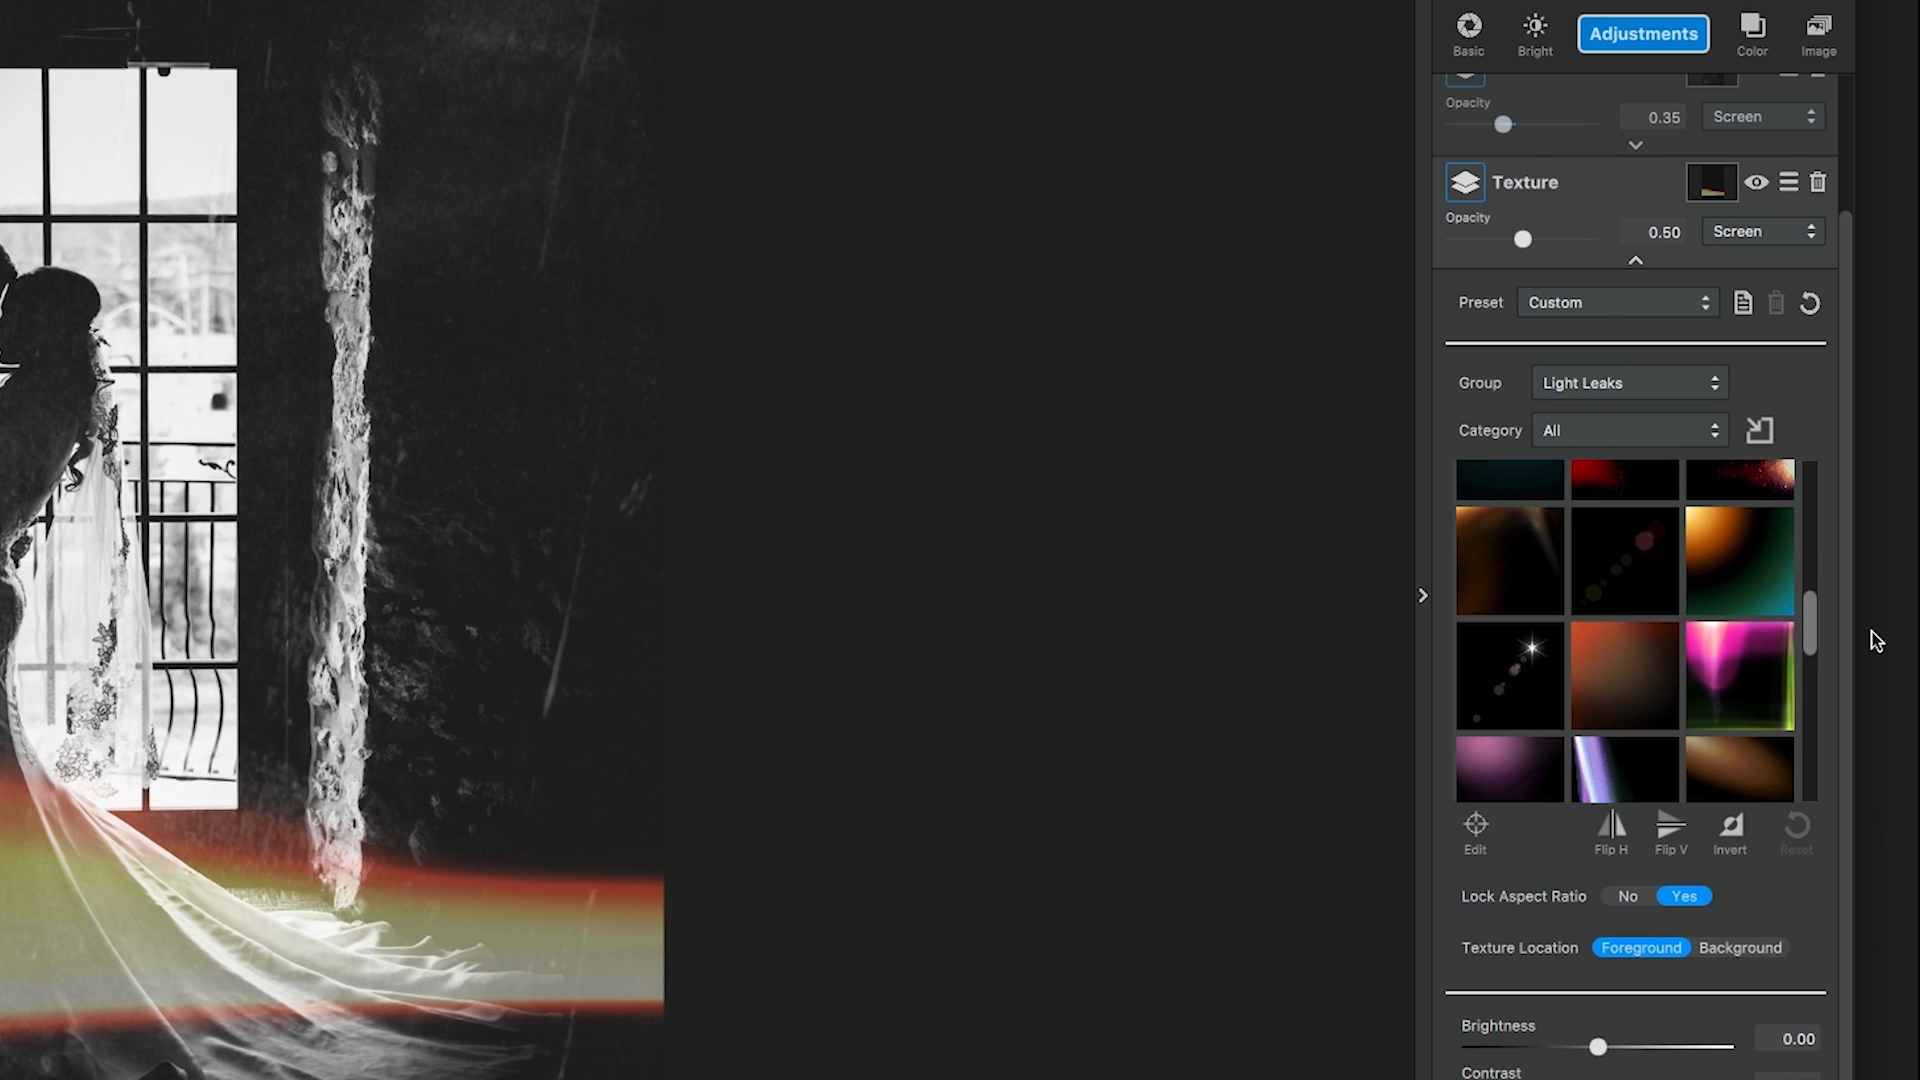 Basic
Bright
Adjustments
Color
Image
Opacity
0.35
Screen
Texture
Opacity
0.50
Screen
Preset
Custom
Group
Light Leaks
Category
All
Edit
Flip H
Flip V
Invert
Reset
Lock Aspect Ratio
No
Yes
Texture Location
Foreground
Background
Brightness
0.00
Contrast